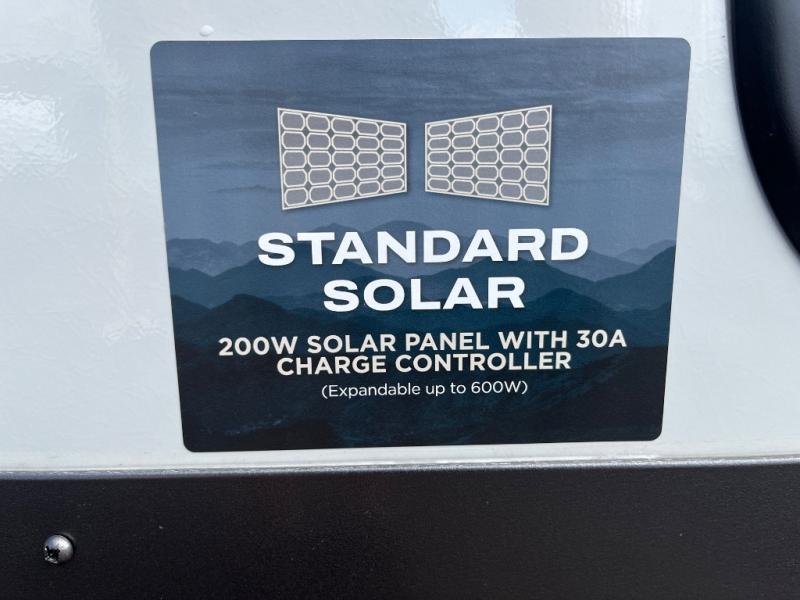 STANDARD
SOLAR
200W SOLAR PANEL WITH 30A
CHARGE CONTROLLER
(Expandable up to 600W)